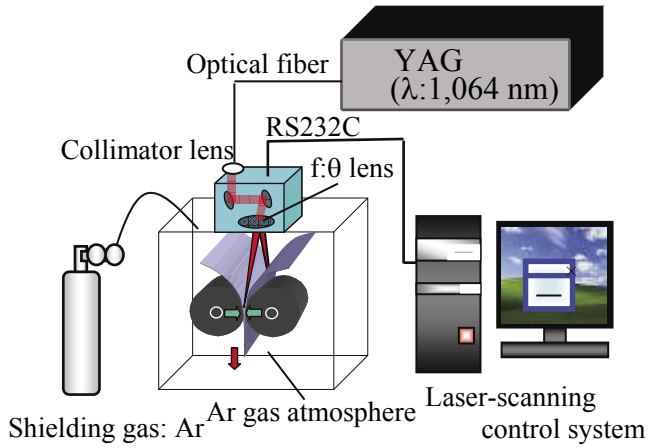 YAG
(λ:1,064 nm)
Optical fiber
RS232C
Collimator lens
f:θ lens
Shielding gas: Ar
Ar gas atmosphere
Laser-scanning
control system